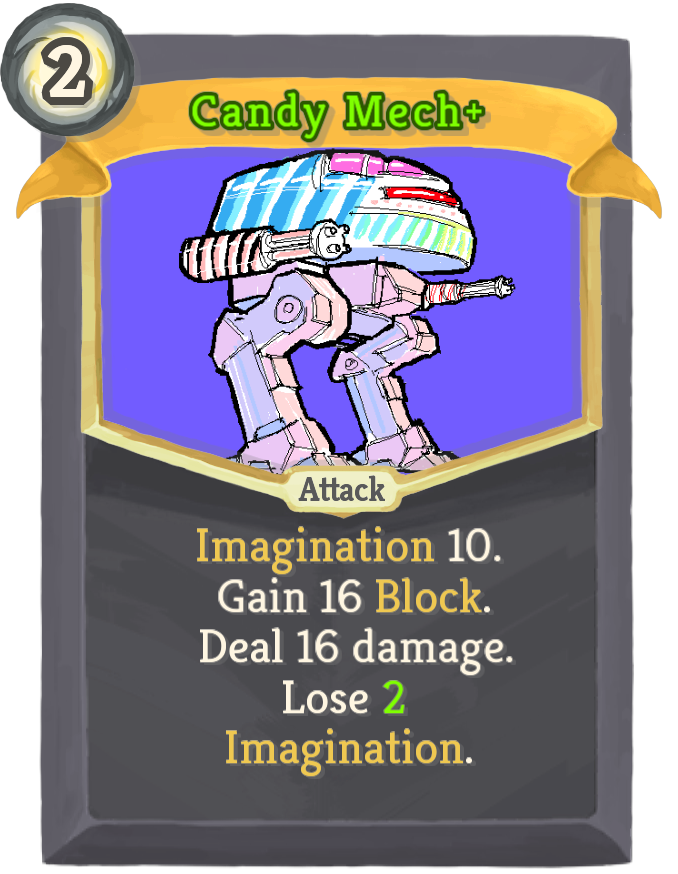 2
Candy Mech+
Attack
Imagination 10.
Gain 16 Block.
Deal 16 damage.
Lose 2
Imagination.